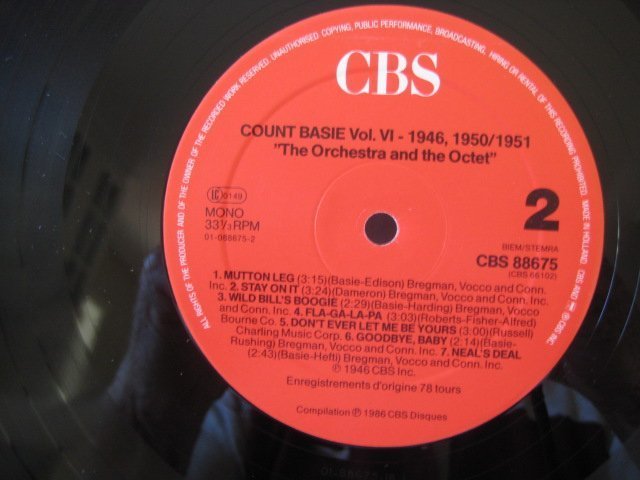 ALL RIGHTS OF THE PRODUCER AND OF THE OWNER OF THE RECORDED WORK RESERVED. UNAUTHORISED COPYING, PUBLIC PERFORMANCE, BROADCASTING, HIRING OR RENTAL OF THIS RECORDING PROHIBITED. MADE IN HOLLAND. CBS AND ARE ® CBS INC.
CBS
COUNT BASIE Vol. VI - 1946, 1950/1951
"The Orchestra and the Octet"
LC 0149
MONO
33⅓ RPM
01-088675-2
2
BIEM/STEMRA
CBS 88675
(CBS 66102)
1. MUTTON LEG (3:15)(Basie-Edison) Bregman, Vocco and Conn.
Inc. 2. STAY ON IT (3:24)(Dameron) Bregman, Vocco and Conn. Inc.
3. WILD BILL'S BOOGIE (2:29)(Basie-Harding) Bregman, Vocco
and Conn. Inc. 4. FLA-GA-LA-PA (3:03)(Roberts-Fisher-Alfred)
Bourne Co. 5. DON'T EVER LET ME BE YOURS (3:00)(Russell)
Charling Music Corp. 6. GOODBYE, BABY (2:14)(Basie-
Rushing) Bregman, Vocco and Conn. Inc. 7. NEAL'S DEAL
(2:43)(Basie-Hefti) Bregman, Vocco and Conn. Inc.
℗ 1946 CBS Inc.
Enregistrements d'origine 78 tours
Compilation ℗ 1986 CBS Disques